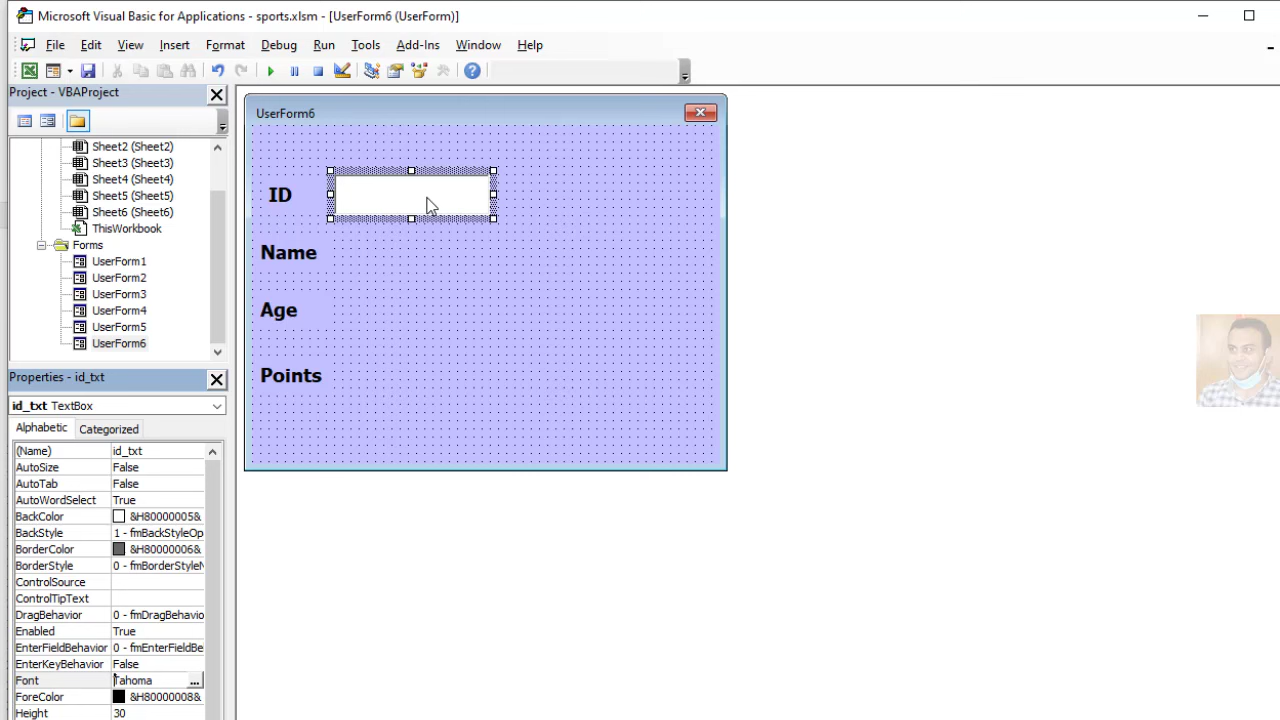 Microsoft Visual Basic for Applications - sports.xlsm - [UserForm6 (UserForm)]
File Edit View Insert Format Debug Run Tools Add-Ins Window Help
Project - VBAProject
Sheet2 (Sheet2)
Sheet3 (Sheet3)
Sheet4 (Sheet4)
Sheet5 (Sheet5)
Sheet6 (Sheet6)
ThisWorkbook
Forms
UserForm1
UserForm2
UserForm3
UserForm4
UserForm5
UserForm6
Properties - id_txt
id_txt TextBox
Alphabetic Categorized
(Name) id_txt
AutoSize False
AutoTab False
AutoWordSelect True
BackColor &H80000005&
BackStyle 1 - fmBackStyleOp
BorderColor &H80000006&
BorderStyle 0 - fmBorderStyleN
ControlSource
ControlTipText
DragBehavior 0 - fmDragBehavio
Enabled True
EnterFieldBehavior 0 - fmEnterFieldBe
EnterKeyBehavior False
Font Tahoma ...
ForeColor &H80000008&
Height 30
UserForm6
ID
Name
Age
Points